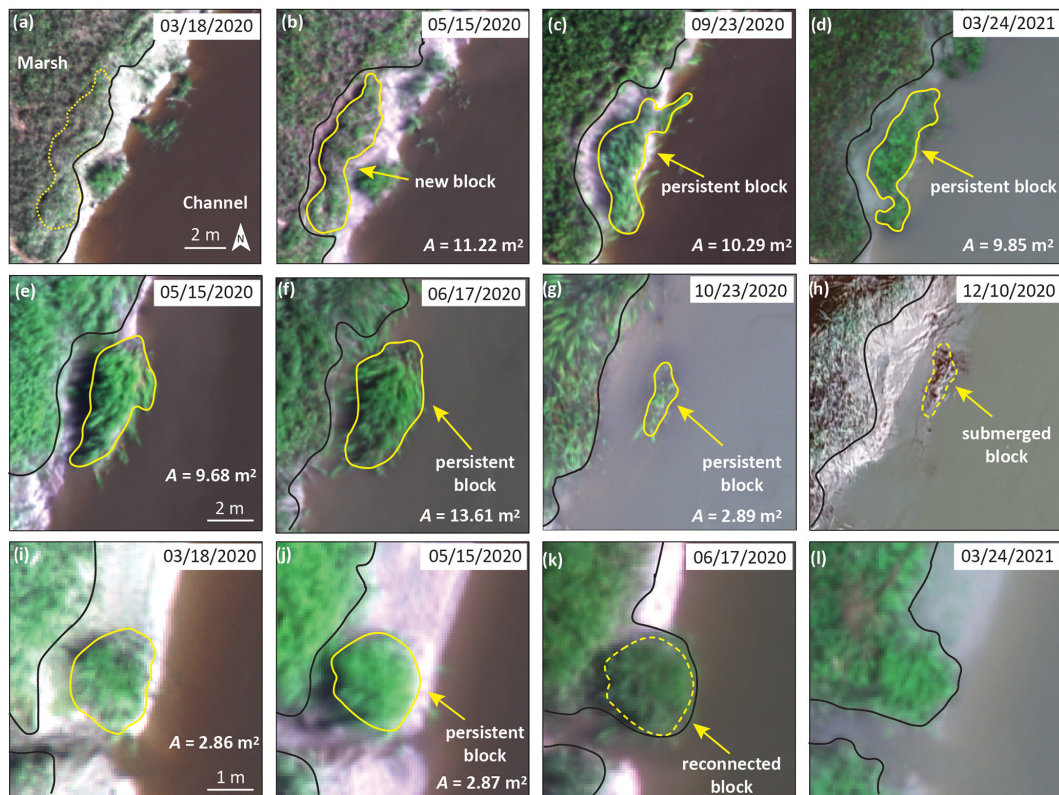 (a) 03/18/2020
Marsh
Channel
2 m
N
(b) 05/15/2020
new block
A = 11.22 m²
(c) 09/23/2020
persistent block
A = 10.29 m²
(d) 03/24/2021
persistent block
A = 9.85 m²
(e) 05/15/2020
A = 9.68 m²
2 m
(f) 06/17/2020
persistent
block
A = 13.61 m²
(g) 10/23/2020
persistent
block
A = 2.89 m²
(h) 12/10/2020
submerged
block
(i) 03/18/2020
A = 2.86 m²
1 m
(j) 05/15/2020
persistent
block
A = 2.87 m²
(k) 06/17/2020
reconnected
block
(l) 03/24/2021